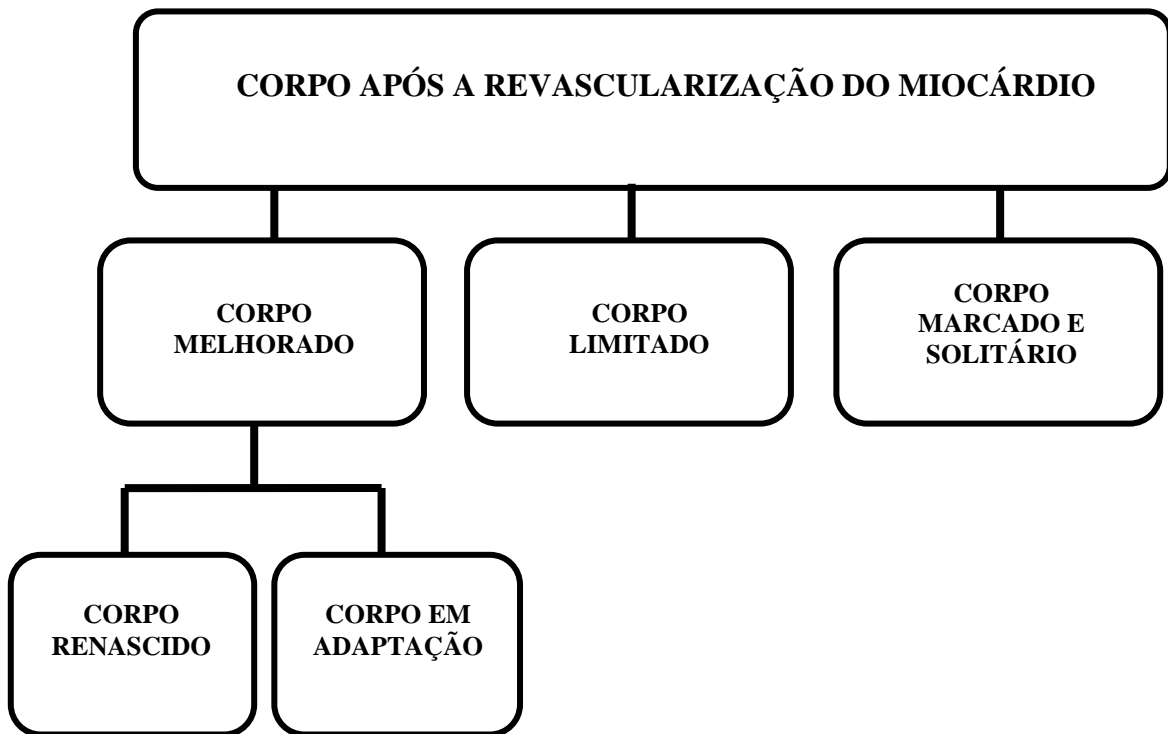 CORPO APÓS A REVASCULARIZAÇÃO DO MIOCÁRDIO
CORPO
MELHORADO
CORPO
LIMITADO
CORPO
MARCADO E
SOLITÁRIO
CORPO
RENASCIDO
CORPO EM
ADAPTAÇÃO